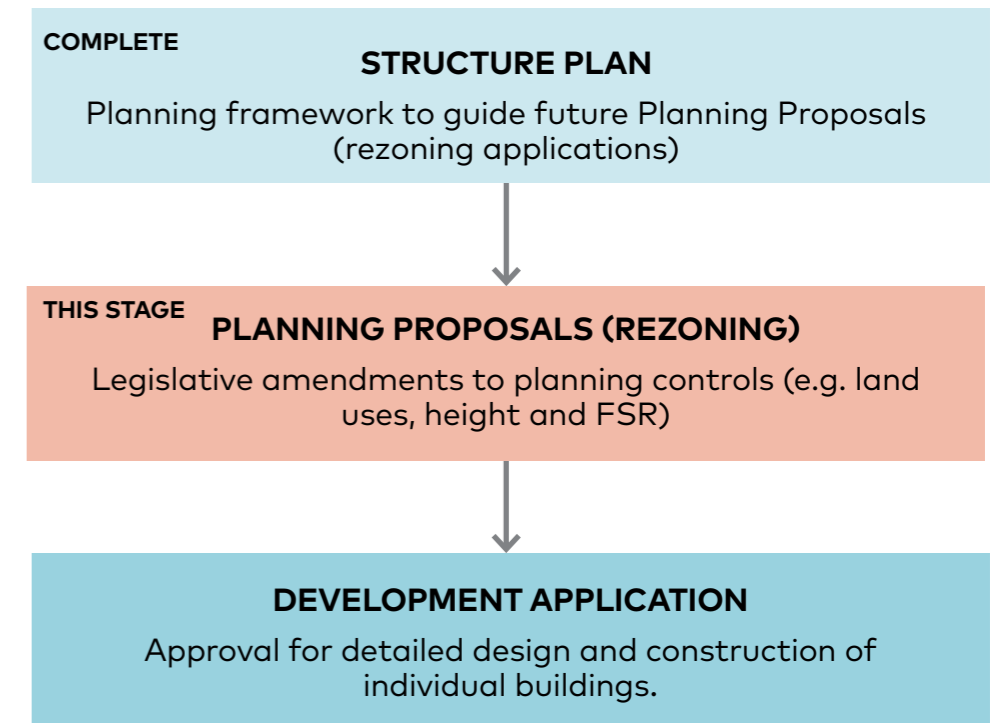 COMPLETE
STRUCTURE PLAN
Planning framework to guide future Planning Proposals
(rezoning applications)
THIS STAGE
PLANNING PROPOSALS (REZONING)
Legislative amendments to planning controls (e.g. land
uses, height and FSR)
DEVELOPMENT APPLICATION
Approval for detailed design and construction of
individual buildings.